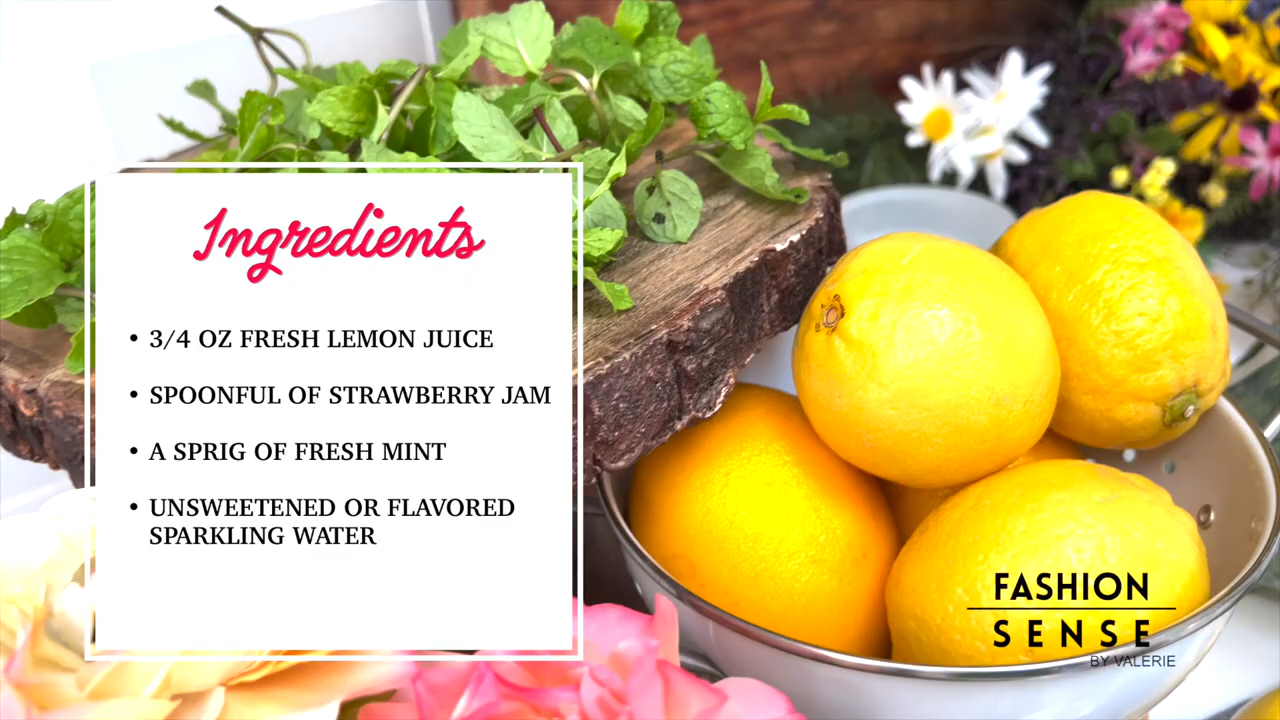 Ingredients
• 3/4 OZ FRESH LEMON JUICE
• SPOONFUL OF STRAWBERRY JAM
• A SPRIG OF FRESH MINT
• UNSWEETENED OR FLAVORED
SPARKLING WATER
FASHION
SENSE
BY VALERIE